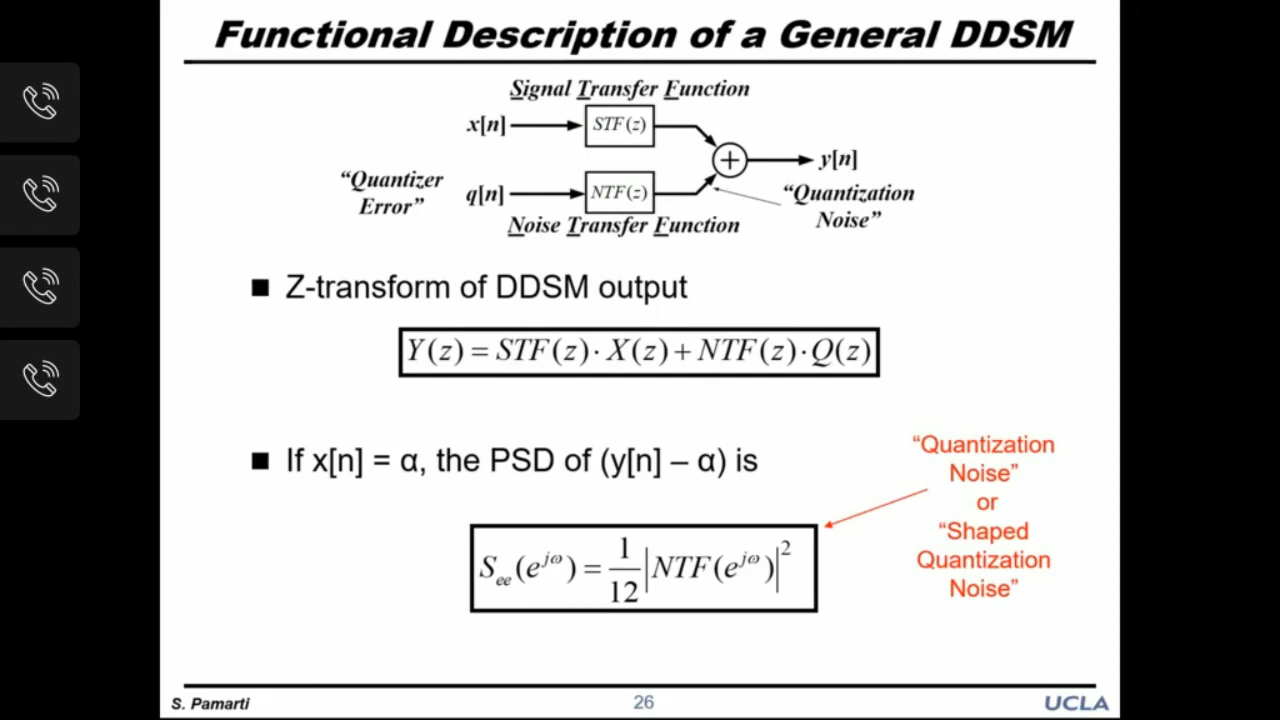 Functional Description of a General DDSM
Signal Transfer Function
x[n]
STF(z)
y[n]
"Quantizer
Error"
q[n]
NTF(z)
"Quantization
Noise"
Noise Transfer Function
■ Z-transform of DDSM output
Y(z) = STF(z)· X(z) + NTF(z)· Q(z)
■ If x[n] = α, the PSD of (y[n] – α) is
"Quantization
Noise"
or
"Shaped
Quantization
Noise"
S_ee(e^{jω}) = 1/12 |NTF(e^{jω})|^2
S. Pamarti
26
UCLA